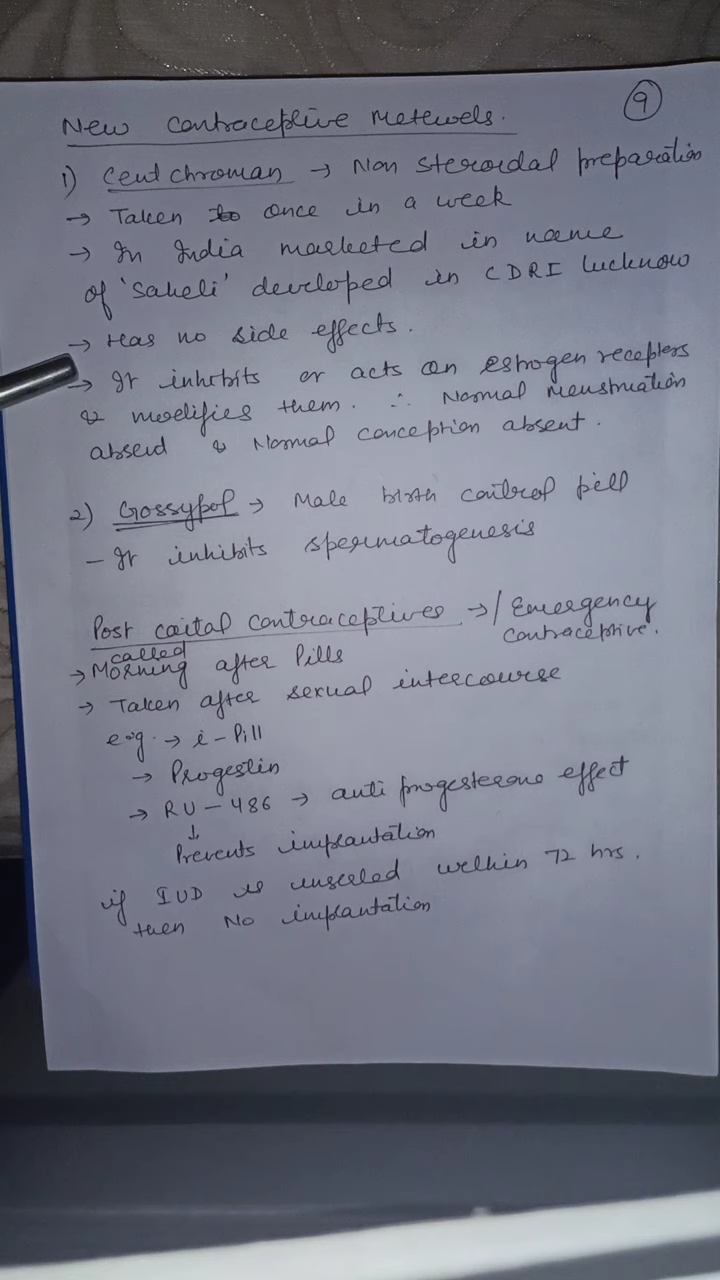 9
New contraceptive Metewels.
1) Centchroman → Non steroidal preparation
→ Taken to once in a week
→ In India marketed in name
of 'Saheli' developed in CDRI Lucknow
→ Has no side effects.
→ It inhibits or acts on estrogen recepters
& modifies them. ∴ Normal menstruation
absend & Normal conception absent.
2) Gossypol → Male birth control pill
- It inhibits spermatogenesis
Post coital contraceptives → / Emergency
contraceptive.
called
→ Morning after Pills
→ Taken after sexual intercourse
e.g. → i-Pill
→ Progestin
→ RU-486 → anti progesterone effect
↓
Prevents implantation
if IUD is inserted within 72 hrs.
then No implantation